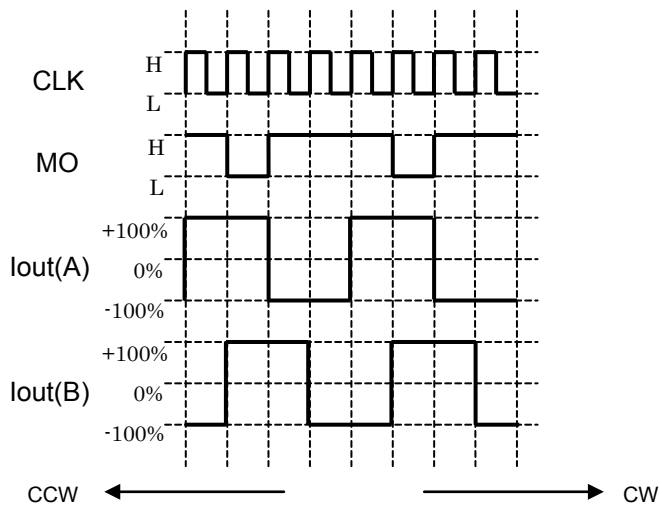 CLK
H
L
MO
H
L
Iout(A)
+100%
0%
-100%
Iout(B)
+100%
0%
-100%
CCW
CW